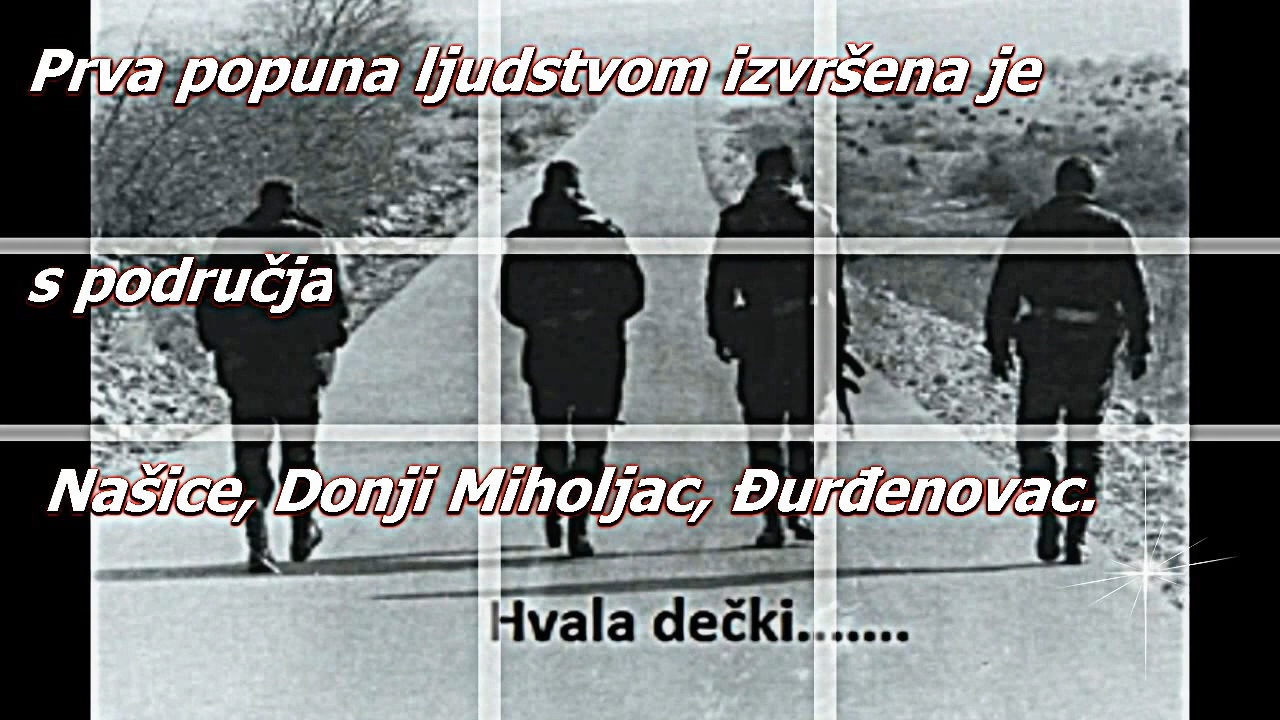 Prva popuna ljudstvom izvršena je
s područja
Našice, Donji Miholjac, Đurđenovac.
Hvala dečki.......